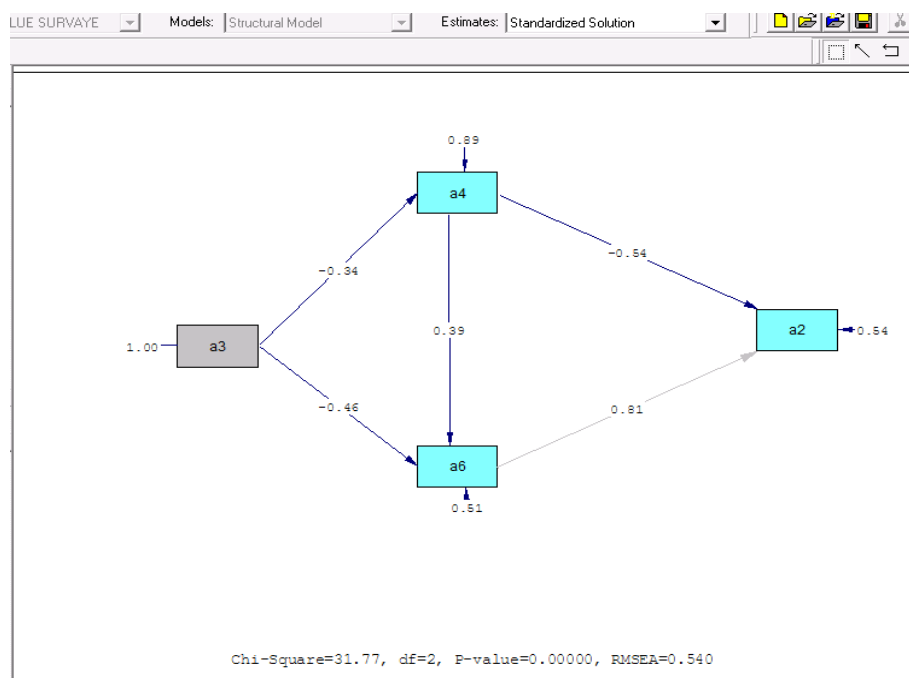 LUE SURVAYE Models: Structural Model Estimates: Standardized Solution
0.89
a4
-0.34
-0.54
1.00
a3
0.39
a2
0.54
-0.46
0.81
a6
0.51
Chi-Square=31.77, df=2, P-value=0.00000, RMSEA=0.540